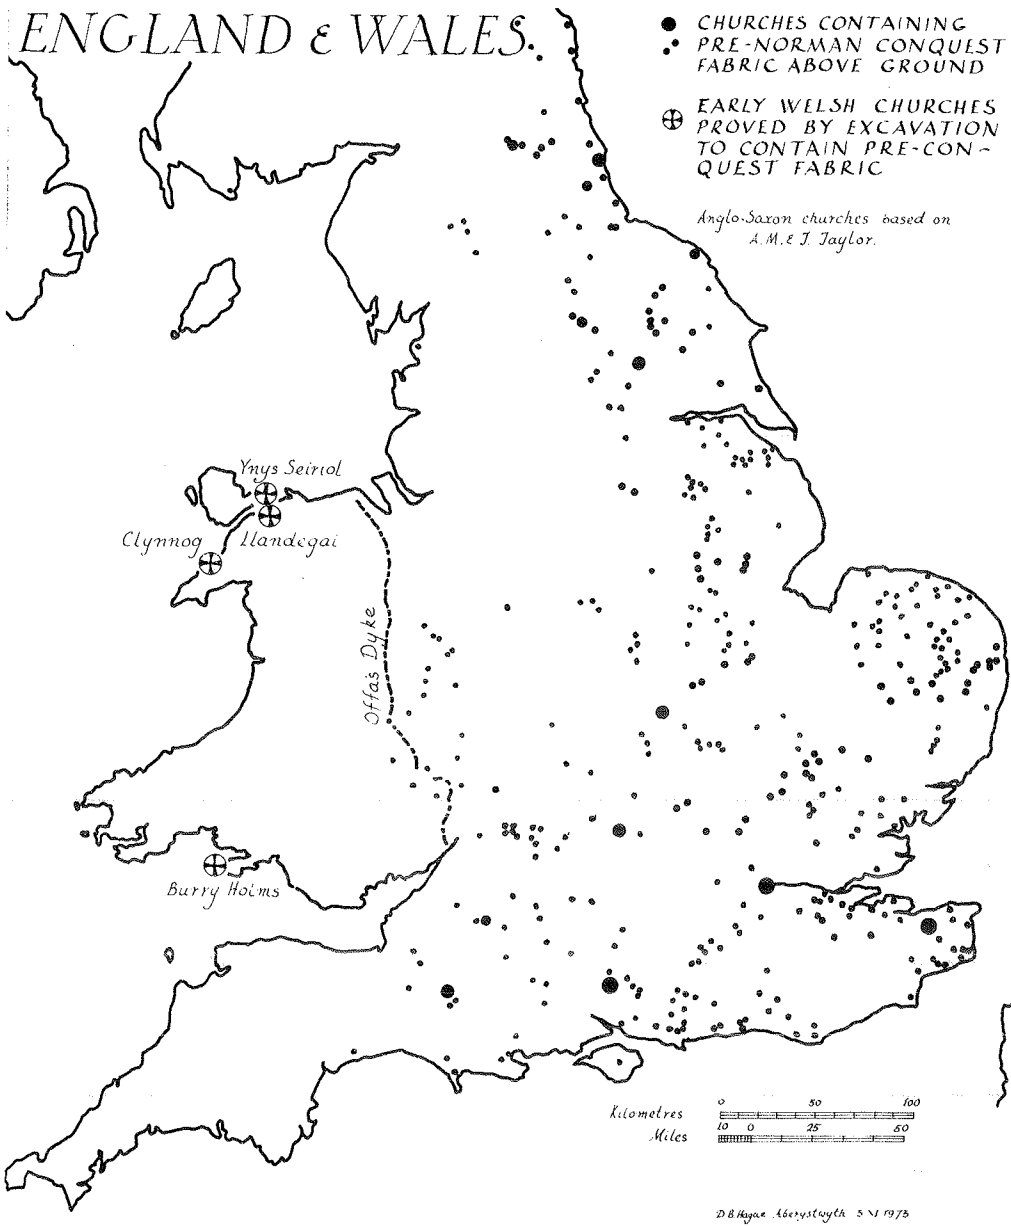 ENGLAND & WALES
CHURCHES CONTAINING
PRE-NORMAN CONQUEST
FABRIC ABOVE GROUND
EARLY WELSH CHURCHES
PROVED BY EXCAVATION
TO CONTAIN PRE-CON-
QUEST FABRIC
Anglo-Saxon churches based on
A.M. & J. Taylor.
Ynys Seiriol
Clynnog
Llandegai
Offa's Dyke
Burry Holms
0 50 100
Kilometres
Miles
10 0 25 50
D.B. Hague Aberystwyth 5 VI 1973